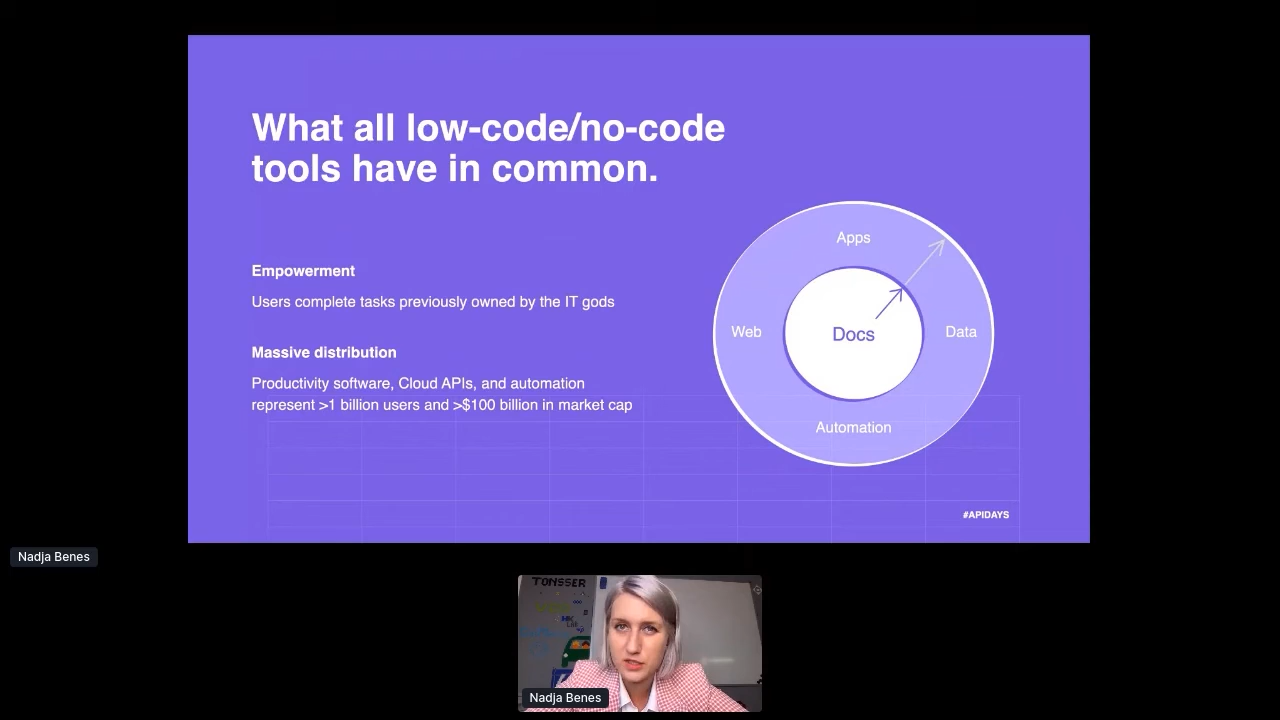 What all low-code/no-code
tools have in common.
Empowerment
Users complete tasks previously owned by the IT gods
Massive distribution
Productivity software, Cloud APIs, and automation
represent >1 billion users and >$100 billion in market cap
Apps
Web
Docs
Data
Automation
#APIDAYS
Nadja Benes
TONSSER
Nadja Benes